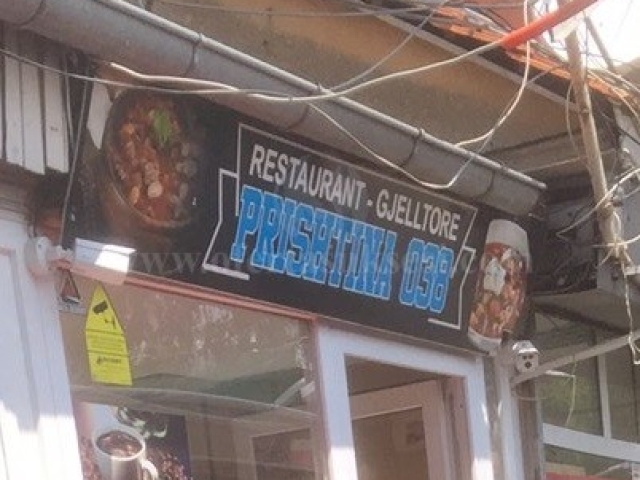 RESTAURANT - GJELLTORE
PRISHTINA 038